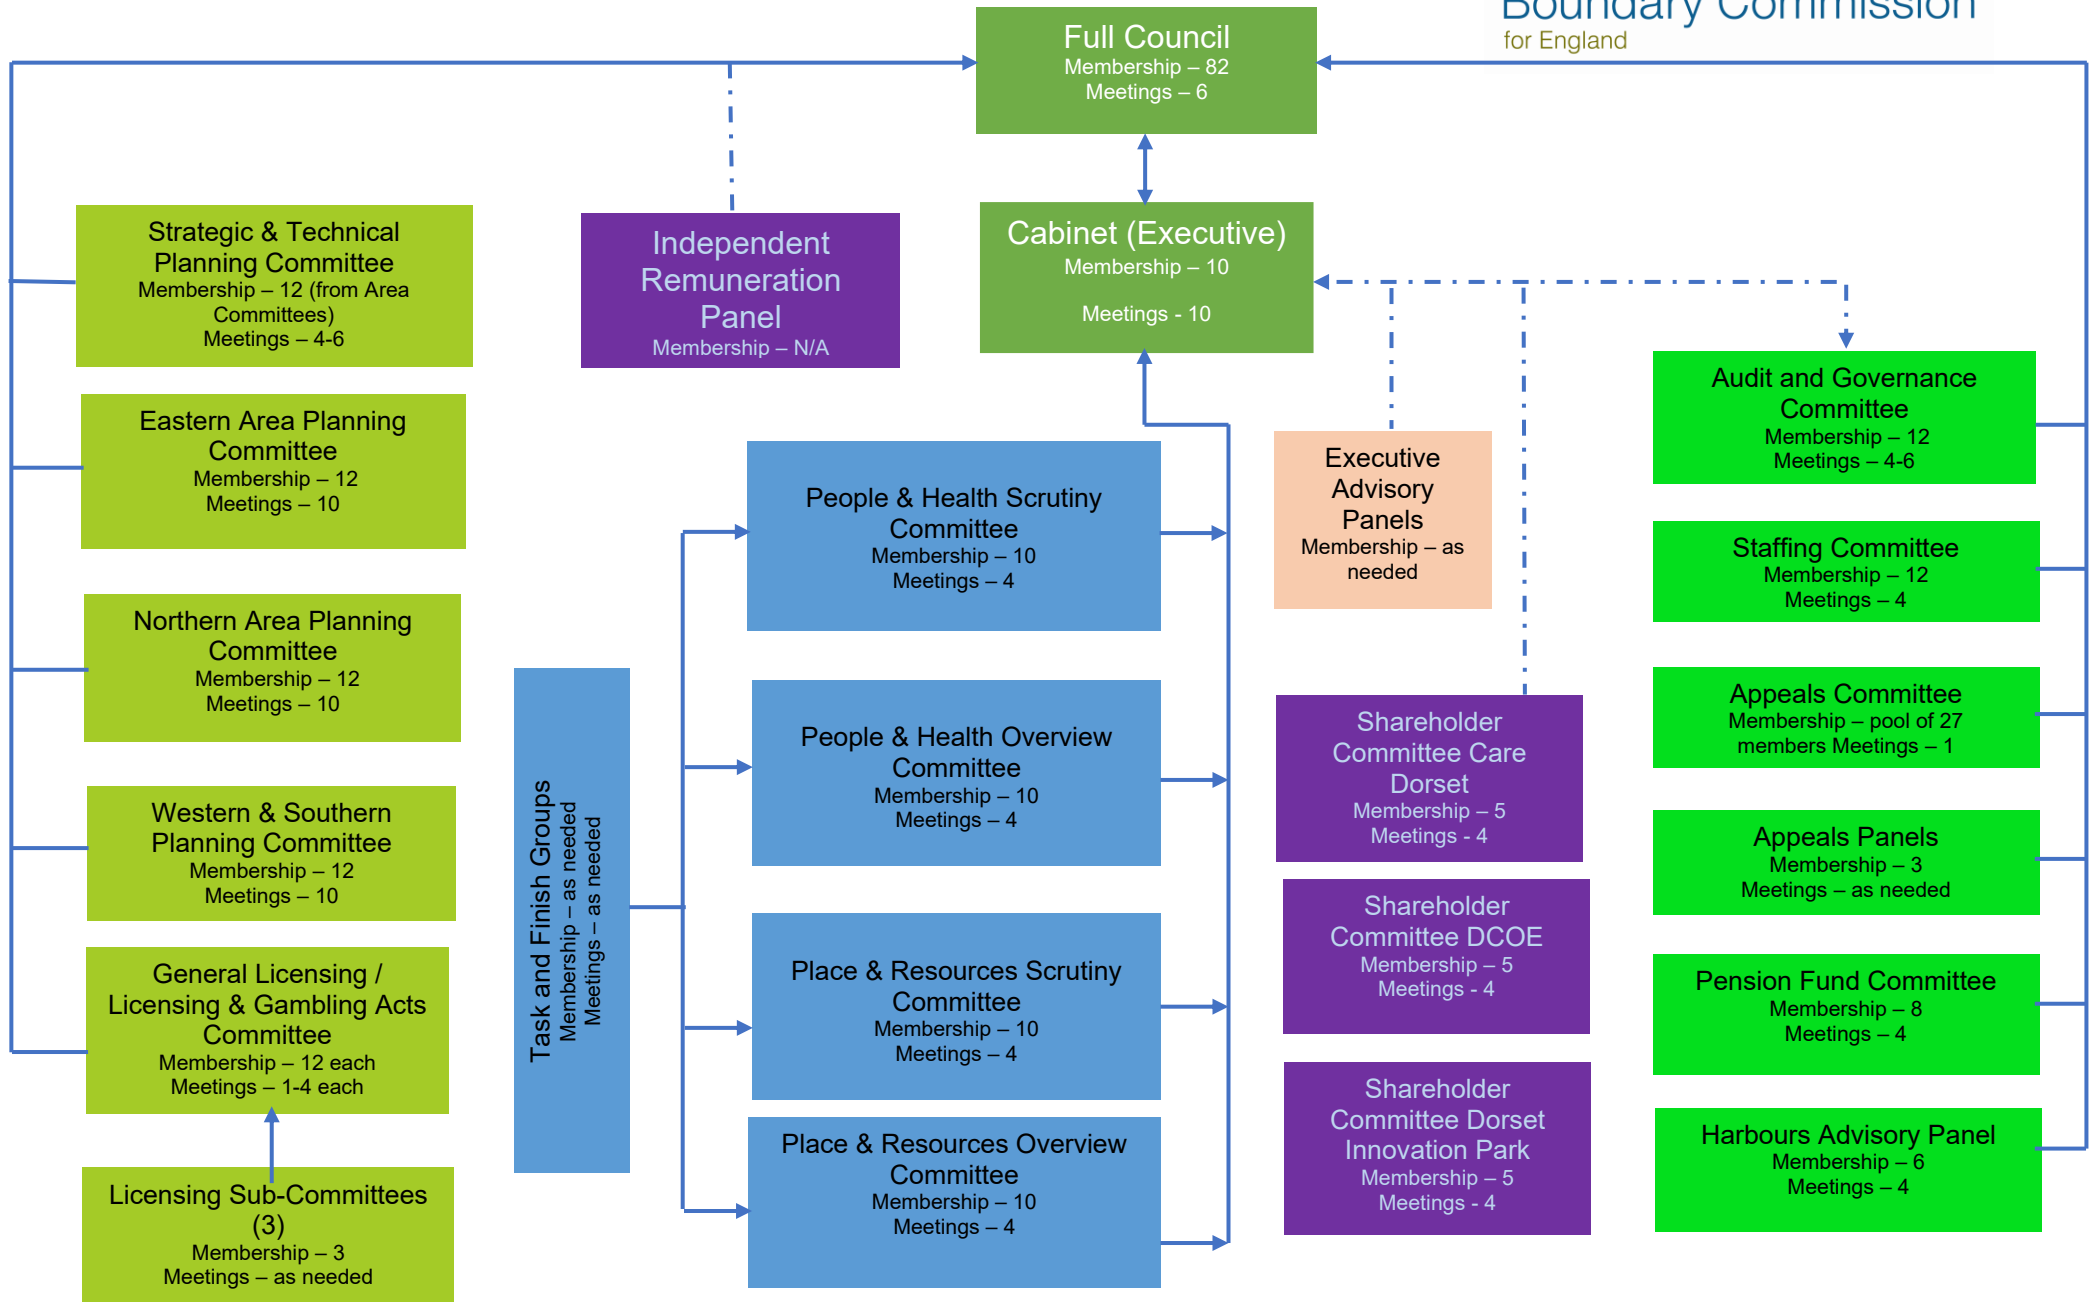 Boundary Commission
for England
Full Council
Membership – 82
Meetings – 6
Cabinet (Executive)
Membership – 10
Meetings - 10
Independent
Remuneration
Panel
Membership – N/A
Strategic & Technical
Planning Committee
Membership – 12 (from Area
Committees)
Meetings – 4-6
Eastern Area Planning
Committee
Membership – 12
Meetings – 10
Northern Area Planning
Committee
Membership – 12
Meetings – 10
Western & Southern
Planning Committee
Membership – 12
Meetings – 10
General Licensing /
Licensing & Gambling Acts
Committee
Membership – 12 each
Meetings – 1-4 each
Licensing Sub-Committees
(3)
Membership – 3
Meetings – as needed
Task and Finish Groups
Membership – as needed
Meetings – as needed
People & Health Scrutiny
Committee
Membership – 10
Meetings – 4
People & Health Overview
Committee
Membership – 10
Meetings – 4
Place & Resources Scrutiny
Committee
Membership – 10
Meetings – 4
Place & Resources Overview
Committee
Membership – 10
Meetings – 4
Executive
Advisory
Panels
Membership – as
needed
Shareholder
Committee Care
Dorset
Membership – 5
Meetings - 4
Shareholder
Committee DCOE
Membership – 5
Meetings - 4
Shareholder
Committee Dorset
Innovation Park
Membership – 5
Meetings - 4
Audit and Governance
Committee
Membership – 12
Meetings – 4-6
Staffing Committee
Membership – 12
Meetings – 4
Appeals Committee
Membership – pool of 27
members Meetings – 1
Appeals Panels
Membership – 3
Meetings – as needed
Pension Fund Committee
Membership – 8
Meetings – 4
Harbours Advisory Panel
Membership – 6
Meetings – 4